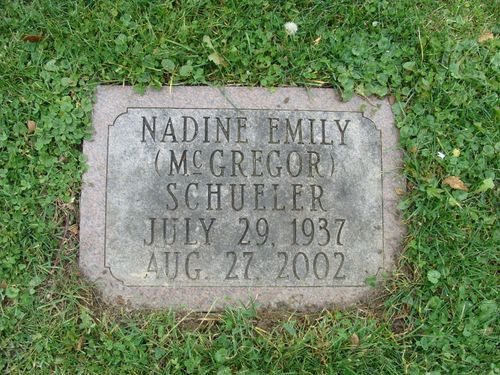 NADINE EMILY
(McGREGOR)
SCHUELER
JULY 29, 1937
AUG. 27, 2002